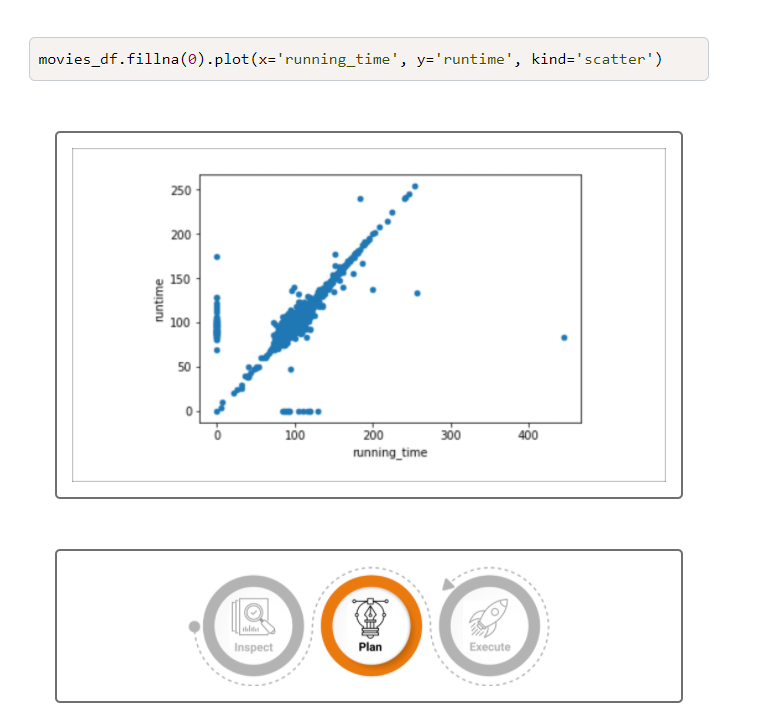 movies_df.fillna(0).plot(x='running_time', y='runtime', kind='scatter')
250
200
150
100
50
0
runtime
0 100 200 300 400
running_time
Inspect Plan Execute